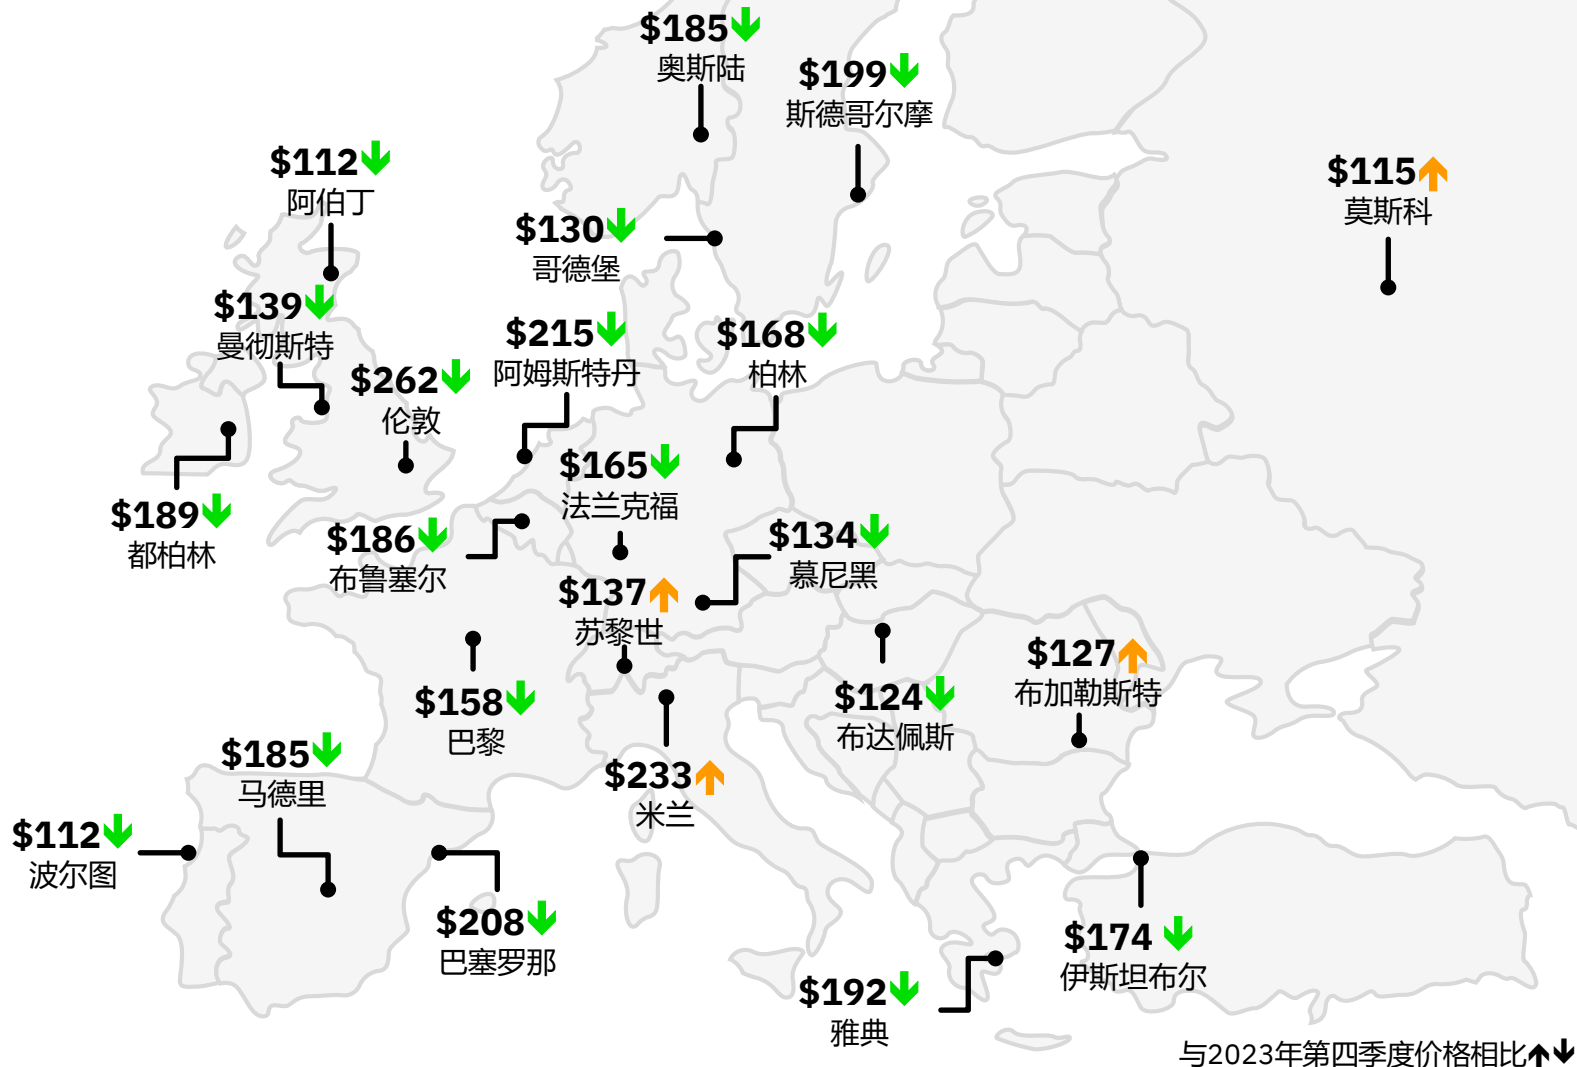 $185↓
奥斯陆
$199↓
斯德哥尔摩
$112↓
阿伯丁
$115↑
莫斯科
$130↓
哥德堡
$139↓
曼彻斯特
$215↓
阿姆斯特丹
$168↓
柏林
$262↓
伦敦
$165↓
法兰克福
$189↓
都柏林
$186↓
布鲁塞尔
$134↓
慕尼黑
$137↑
苏黎世
$127↑
布加勒斯特
$158↓
巴黎
$124↓
布达佩斯
$185↓
马德里
$233↑
米兰
$112↓
波尔图
$208↓
巴塞罗那
$174↓
伊斯坦布尔
$192↓
雅典
与2023年第四季度价格相比↑↓